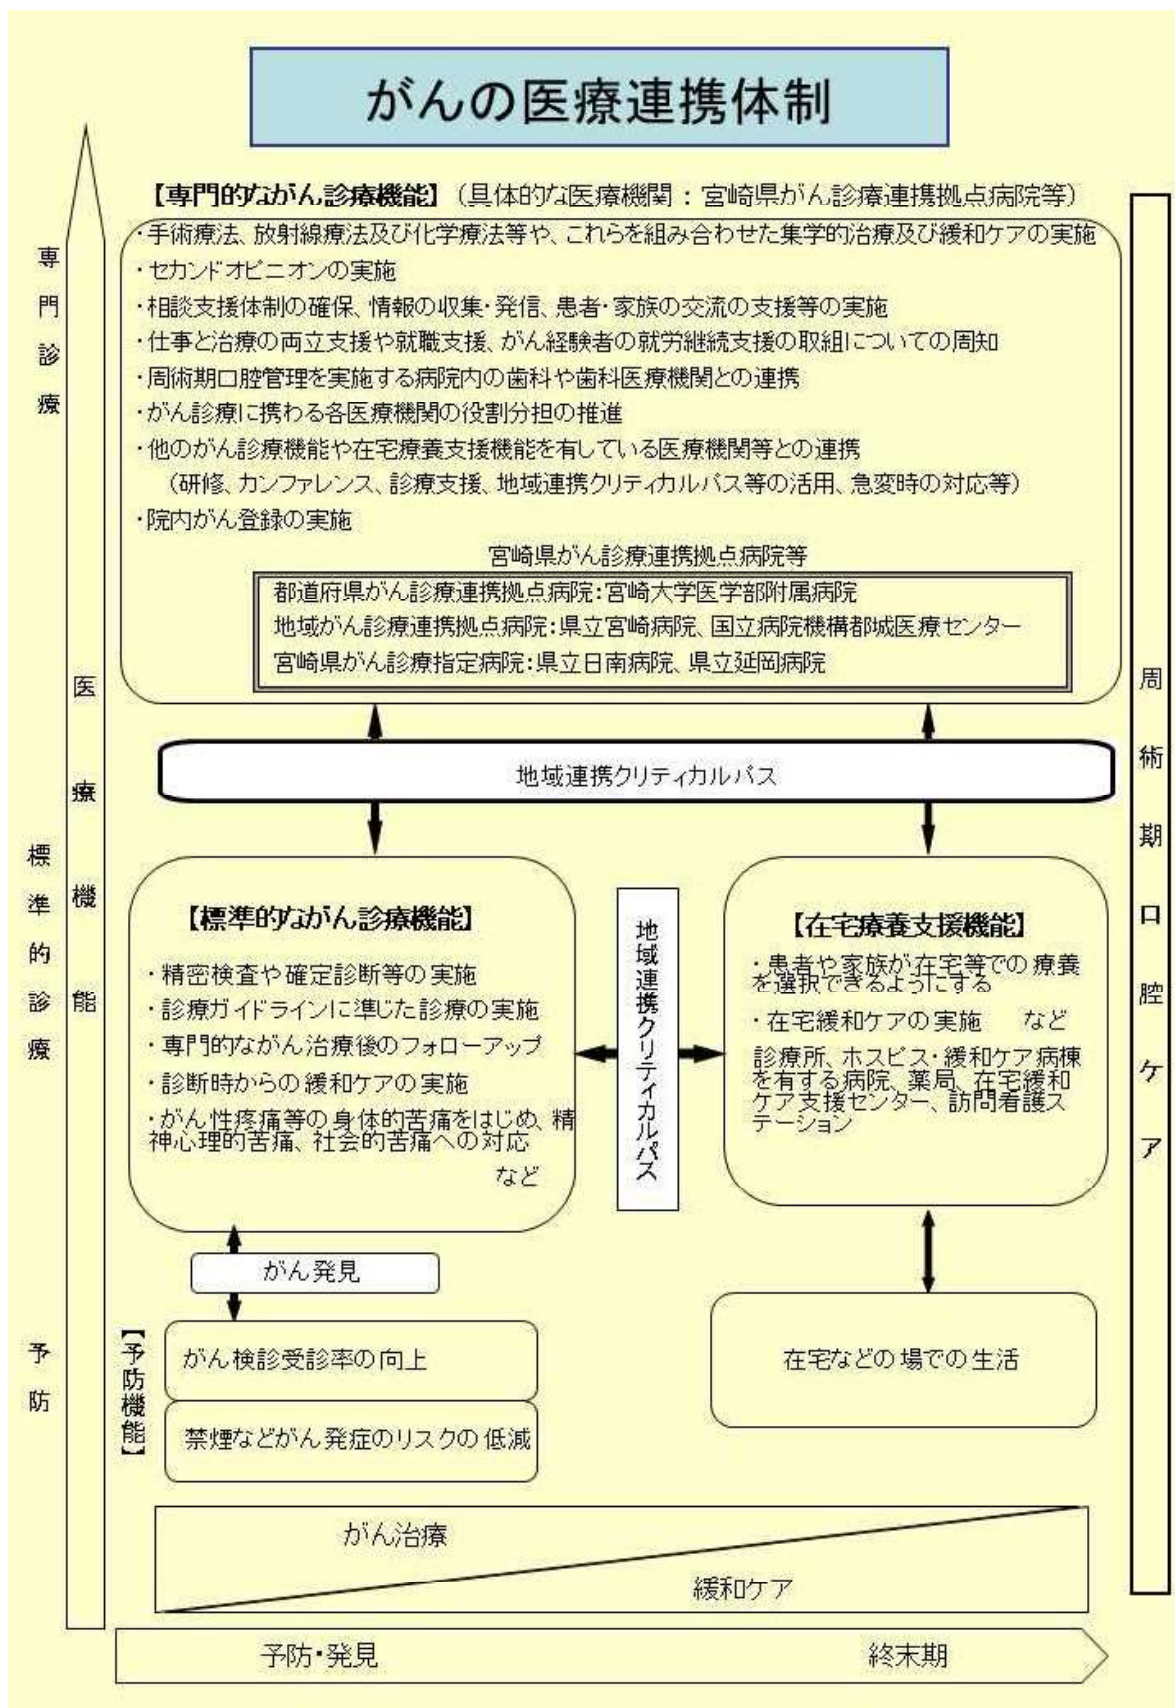 がんの医療連携体制
【専門的ながん診療機能】（具体的な医療機関：宮崎県がん診療連携拠点病院等）
・手術療法、放射線療法及び化学療法等や、これらを組み合わせた集学的治療及び緩和ケアの実施
・セカンドオピニオンの実施
・相談支援体制の確保、情報の収集・発信、患者・家族の交流の支援等の実施
・仕事と治療の両立支援や就職支援、がん経験者の就労継続支援の取組についての周知
・周術期口腔管理を実施する病院内の歯科や歯科医療機関との連携
・がん診療に携わる各医療機関の役割分担の推進
・他のがん診療機能や在宅療養支援機能を有している医療機関等との連携
（研修、カンファレンス、診療支援、地域連携クリティカルパス等の活用、急変時の対応等）
・院内がん登録の実施
宮崎県がん診療連携拠点病院等
都道府県がん診療連携拠点病院：宮崎大学医学部附属病院
地域がん診療連携拠点病院：県立宮崎病院、国立病院機構都城医療センター
宮崎県がん診療指定病院：県立日南病院、県立延岡病院
専門診療
医療機能
周術期口腔ケア
地域連携クリティカルパス
標準的診療
【標準的ながん診療機能】
・精密検査や確定診断等の実施
・診療ガイドラインに準じた診療の実施
・専門的ながん治療後のフォローアップ
・診断時からの緩和ケアの実施
・がん性疼痛等の身体的苦痛をはじめ、精
神心理的苦痛、社会的苦痛への対応
など
地域連携クリティカルパス
【在宅療養支援機能】
・患者や家族が在宅等での療養
を選択できるようにする
・在宅緩和ケアの実施　など
診療所、ホスピス・緩和ケア病棟
を有する病院、薬局、在宅緩和
ケア支援センター、訪問看護ス
テーション
がん発見
予防
【予防機能】
がん検診受診率の向上
禁煙などがん発症のリスクの低減
在宅などの場での生活
がん治療
緩和ケア
予防・発見
終末期